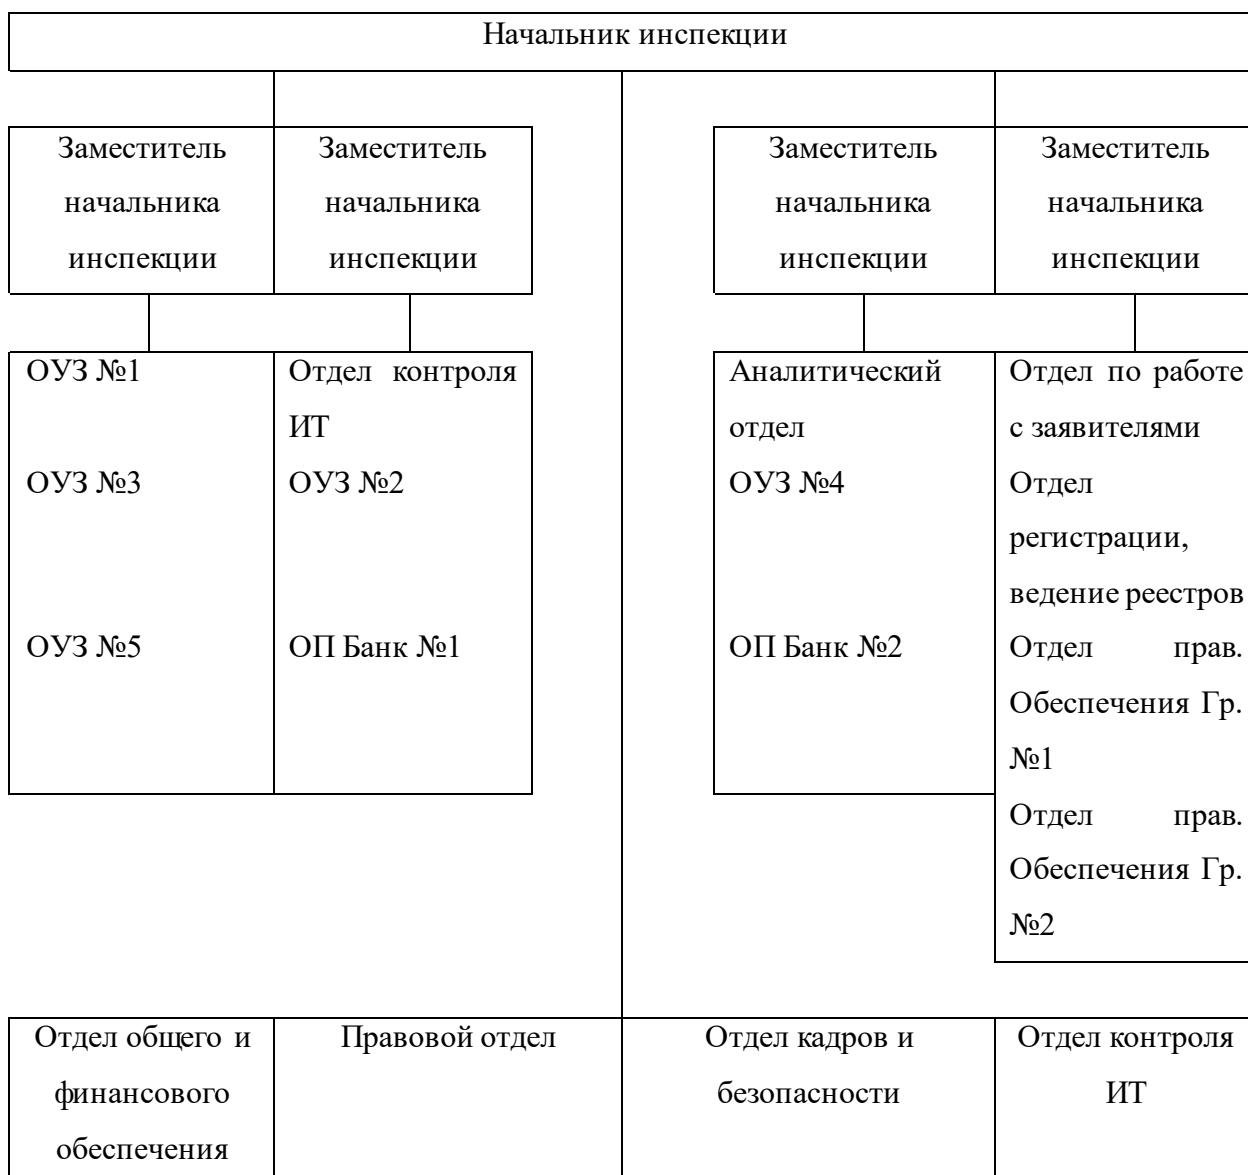 Начальник инспекции
Заместитель
начальника
инспекции
Заместитель
начальника
инспекции
Заместитель
начальника
инспекции
Заместитель
начальника
инспекции
ОУЗ №1
ОУЗ №3
ОУЗ №5
Отдел контроля
ИТ
ОУЗ №2
ОП Банк №1
Аналитический
отдел
ОУЗ №4
ОП Банк №2
Отдел по работе
с заявителями
Отдел
регистрации,
ведение реестров
Отдел прав.
Обеспечения Гр.
№1
Отдел прав.
Обеспечения Гр.
№2
Отдел общего и
финансового
обеспечения
Правовой отдел
Отдел кадров и
безопасности
Отдел контроля
ИТ